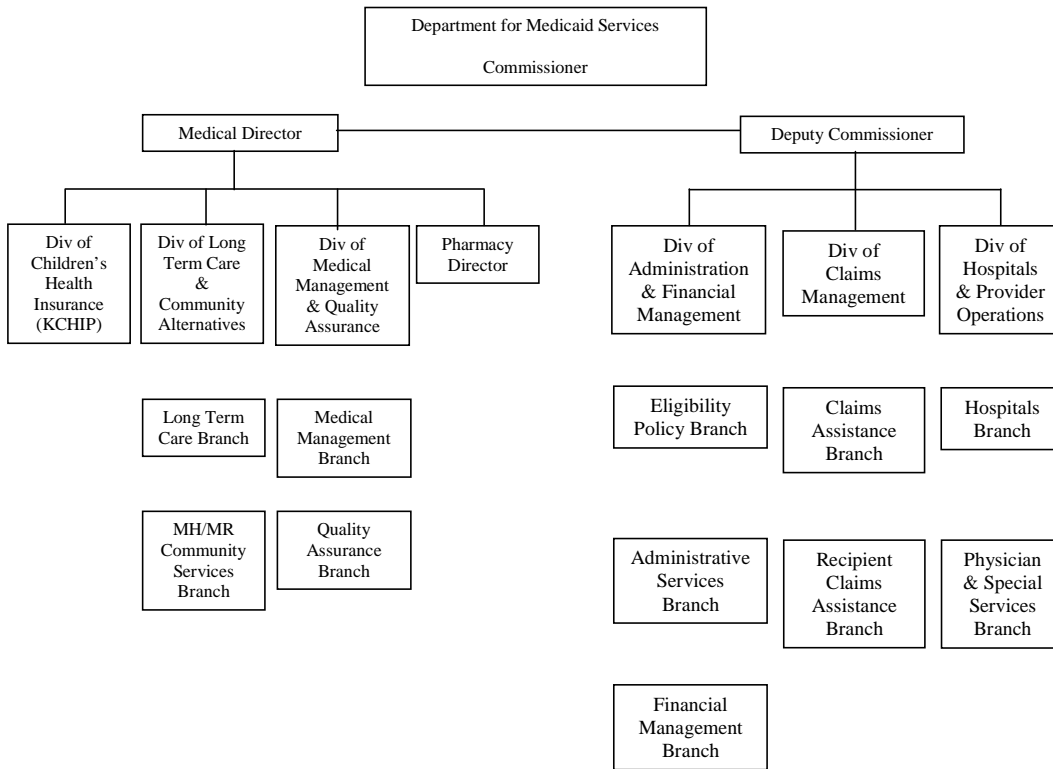 Department for Medicaid Services
Commissioner
Medical Director
Deputy Commissioner
Div of
Children’s
Health
Insurance
(KCHIP)
Div of Long
Term Care
&
Community
Alternatives
Div of
Medical
Management
& Quality
Assurance
Pharmacy
Director
Div of
Administration
& Financial
Management
Div of
Claims
Management
Div of
Hospitals
& Provider
Operations
Long Term
Care Branch
Medical
Management
Branch
Eligibility
Policy Branch
Claims
Assistance
Branch
Hospitals
Branch
MH/MR
Community
Services
Branch
Quality
Assurance
Branch
Administrative
Services
Branch
Recipient
Claims
Assistance
Branch
Physician
& Special
Services
Branch
Financial
Management
Branch